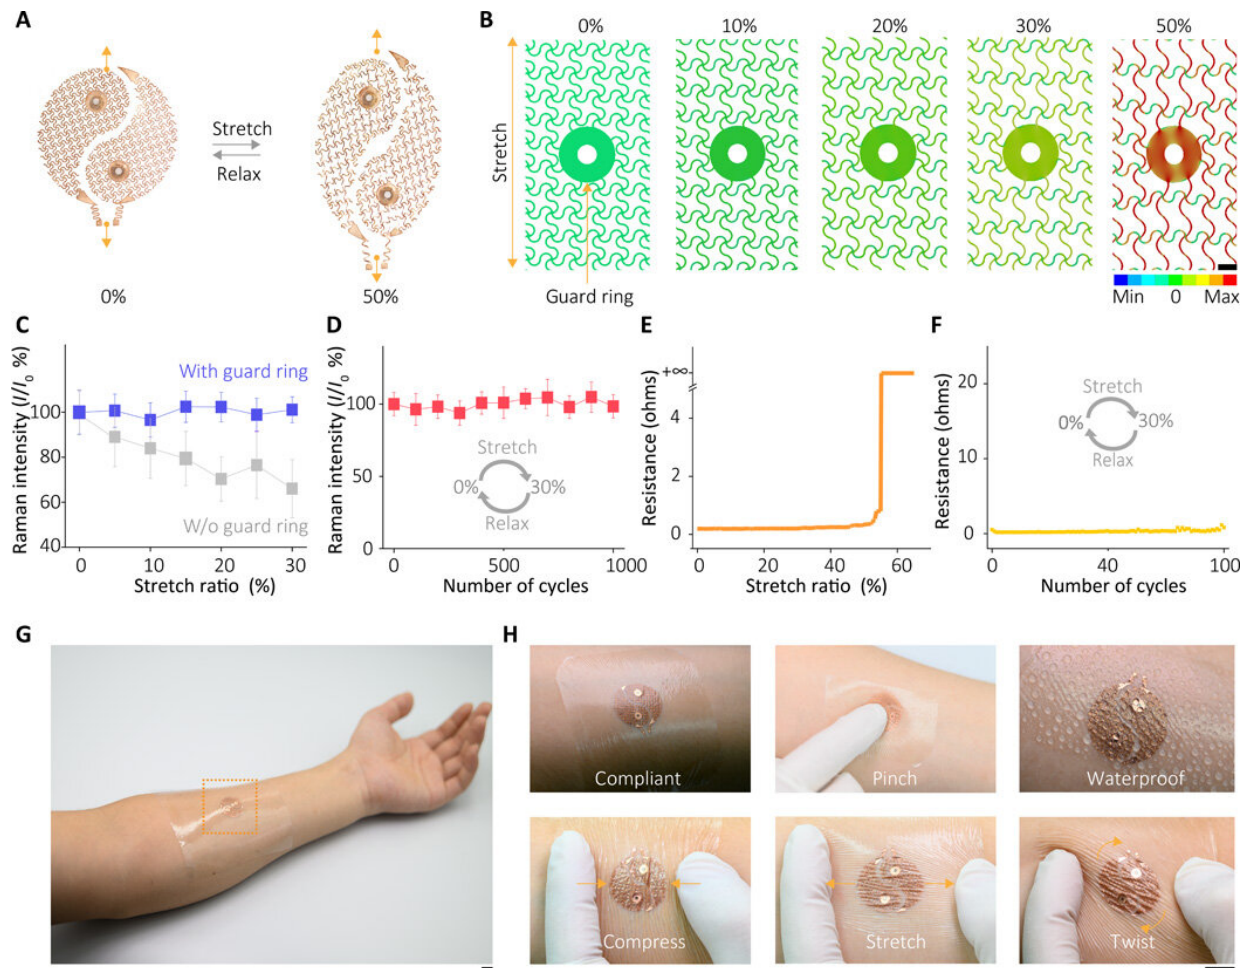 A
Stretch
Relax
0%
50%
B
0%
10%
20%
30%
50%
Stretch
Guard ring
Min 0 Max
C
Raman intensity (I/I₀ %)
100
80
60
40
With guard ring
W/o guard ring
0 10 20 30
Stretch ratio (%)
D
Raman intensity (I/I₀ %)
100
50
0
Stretch
0% 30%
Relax
0 500 1000
Number of cycles
E
Resistance (ohms)
+∞
4
2
0
0 20 40 60
Stretch ratio (%)
F
Resistance (ohms)
20
10
0
Stretch
0% 30%
Relax
0 40 100
Number of cycles
G
H
Compliant
Pinch
Waterproof
Compress
Stretch
Twist